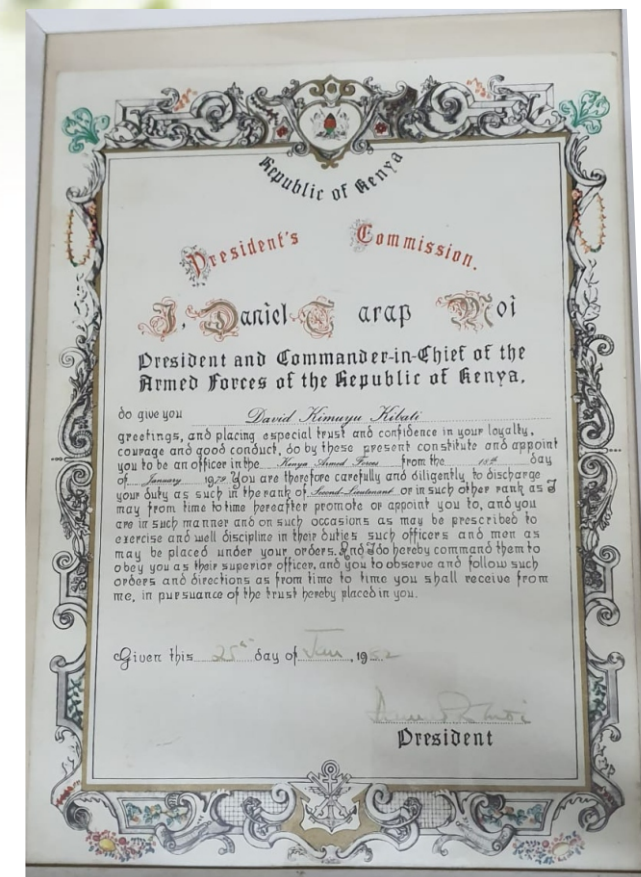 Republic of Kenya
President's Commission.
I, Daniel T arap Moi
President and Commander-in-Chief of the
Armed Forces of the Republic of Kenya,
do give you David Kimuyu Kibati
greetings, and placing especial trust and confidence in your loyalty,
courage and good conduct, do by these present constitute and appoint
you to be an officer in the Kenya Armed Forces from the 18th day
of January 19 You are therefore carefully and diligently to discharge
your duty as such in the rank of Second-Lieutenant or in such other rank as I
may from time to time hereafter promote or appoint you to, and you
are in such manner and on such occasions as may be prescribed to
exercise and well discipline in their duties such officers and men as
may be placed under your orders. And I do hereby command them to
obey you as their superior officer, and you to observe and follow such
orders and directions as from time to time you shall receive from
me, in pursuance of the trust hereby placed in you.
Given this 25th day of 19
President